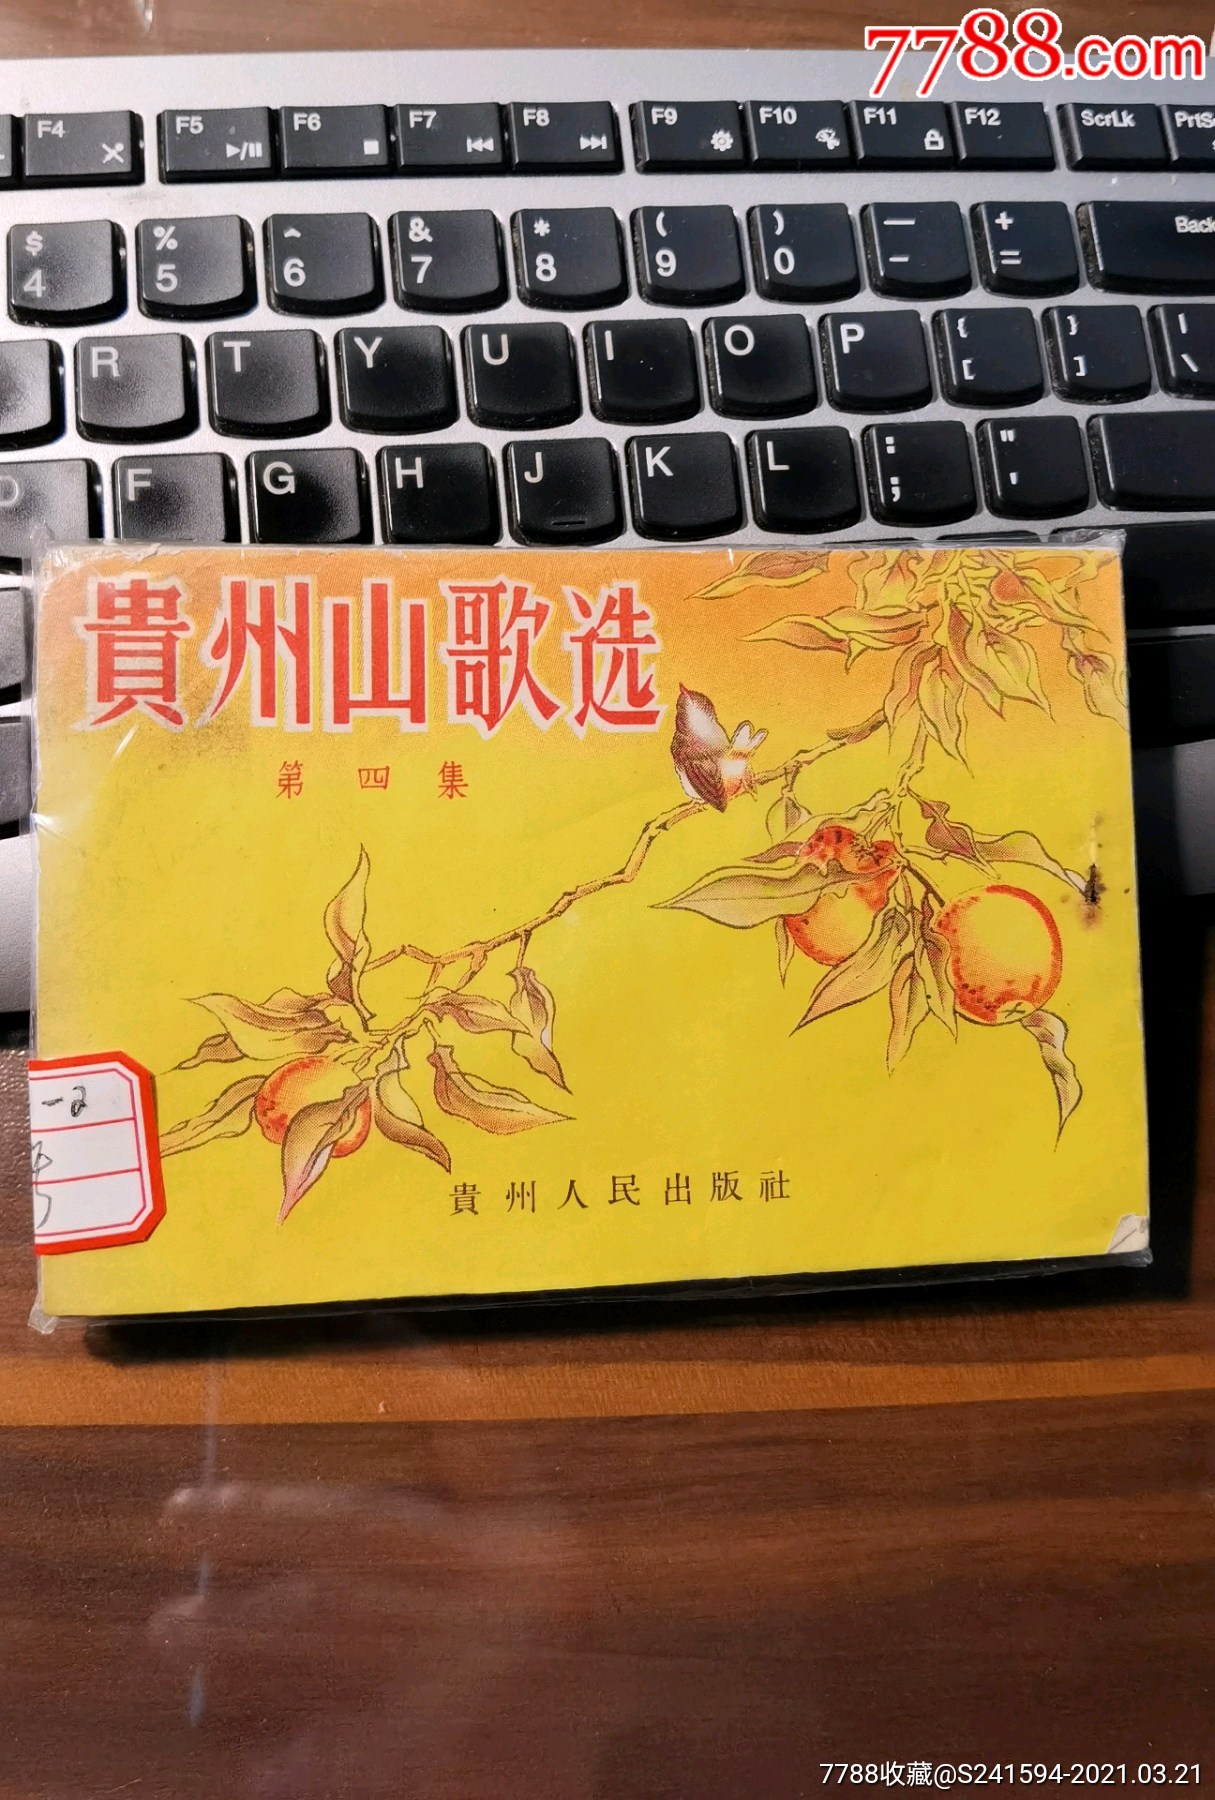 7788.com
F4 F5 F6 F7 F8 F9 F10 F11 F12 ScrLk
$ % ^ & * ( ) — +
4 5 6 7 8 9 0 - =
R T Y U I O P { [ } ] | \
D F G H J K L : ; " '
貴州山歌选
第四集
-2
貴州人民出版社
7788收藏@S241594-2021.03.21